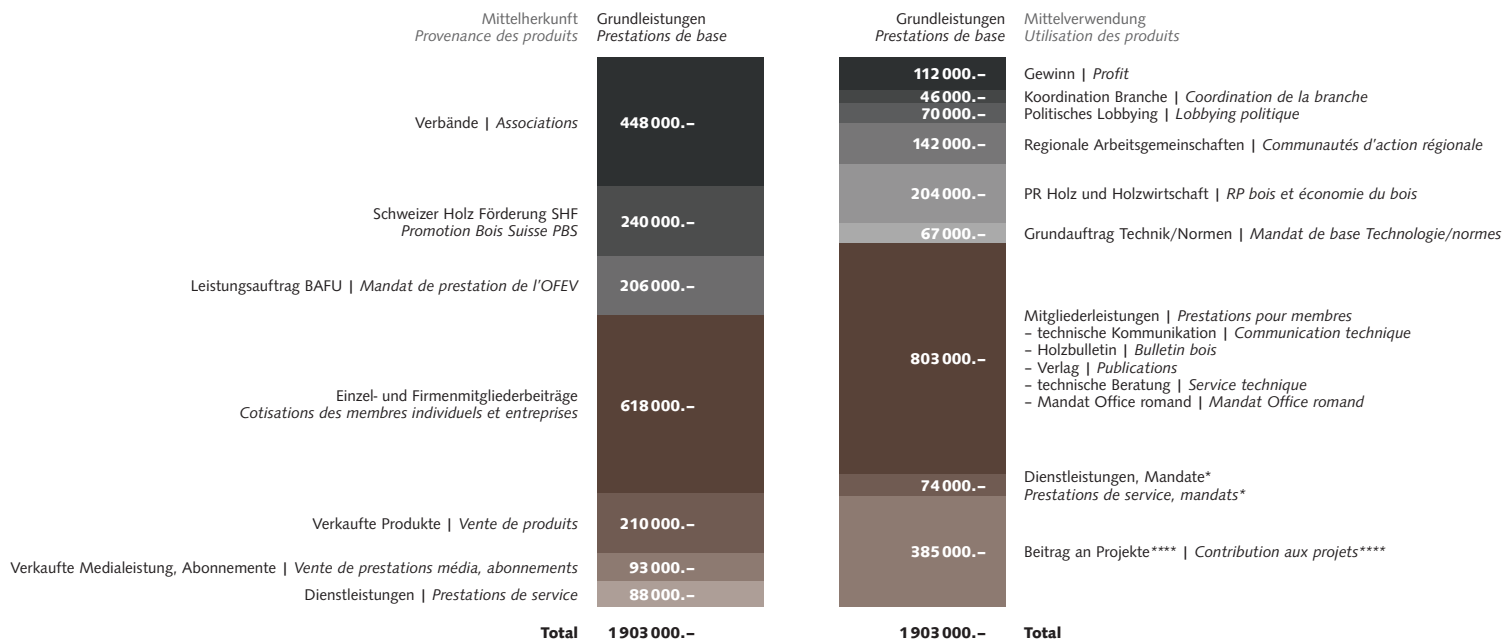 Mittelherkunft
Provenance des produits
Grundleistungen
Prestations de base
Verbände | Associations
448 000.–
Schweizer Holz Förderung SHF
Promotion Bois Suisse PBS
240 000.–
Leistungsauftrag BAFU | Mandat de prestation de l’OFEV
206 000.–
Einzel- und Firmenmitgliederbeiträge
Cotisations des membres individuels et entreprises
618 000.–
Verkaufte Produkte | Vente de produits
210 000.–
Verkaufte Medialeistung, Abonnemente | Vente de prestations média, abonnements
93 000.–
Dienstleistungen | Prestations de service
88 000.–
Total 1 903 000.–
Grundleistungen
Prestations de base
Mittelverwendung
Utilisation des produits
112 000.– Gewinn | Profit
46 000.– Koordination Branche | Coordination de la branche
70 000.– Politisches Lobbying | Lobbying politique
142 000.– Regionale Arbeitsgemeinschaften | Communautés d’action régionale
204 000.– PR Holz und Holzwirtschaft | RP bois et économie du bois
67 000.– Grundauftrag Technik/Normen | Mandat de base Technologie/normes
803 000.–
Mitgliederleistungen | Prestations pour membres
– technische Kommunikation | Communication technique
– Holzbulletin | Bulletin bois
– Verlag | Publications
– technische Beratung | Service technique
– Mandat Office romand | Mandat Office romand
74 000.–
Dienstleistungen, Mandate*
Prestations de service, mandats*
385 000.– Beitrag an Projekte**** | Contribution aux projets****
1 903 000.– Total